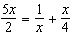 5x/2 = 1/x + x/4